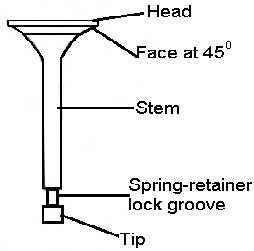 Head
Face at 45⁰
Stem
Spring-retainer
lock groove
Tip